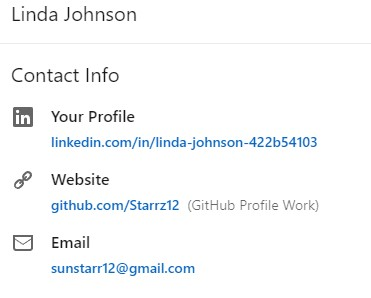 Linda Johnson
Contact Info
Your Profile
linkedin.com/in/linda-johnson-422b54103
Website
github.com/Starrz12 (GitHub Profile Work)
Email
sunstarr12@gmail.com